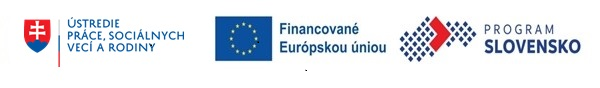 ÚSTREDIE
PRÁCE, SOCIÁLNYCH
VECÍ A RODINY
Financované
Európskou úniou
PROGRAM
SLOVENSKO